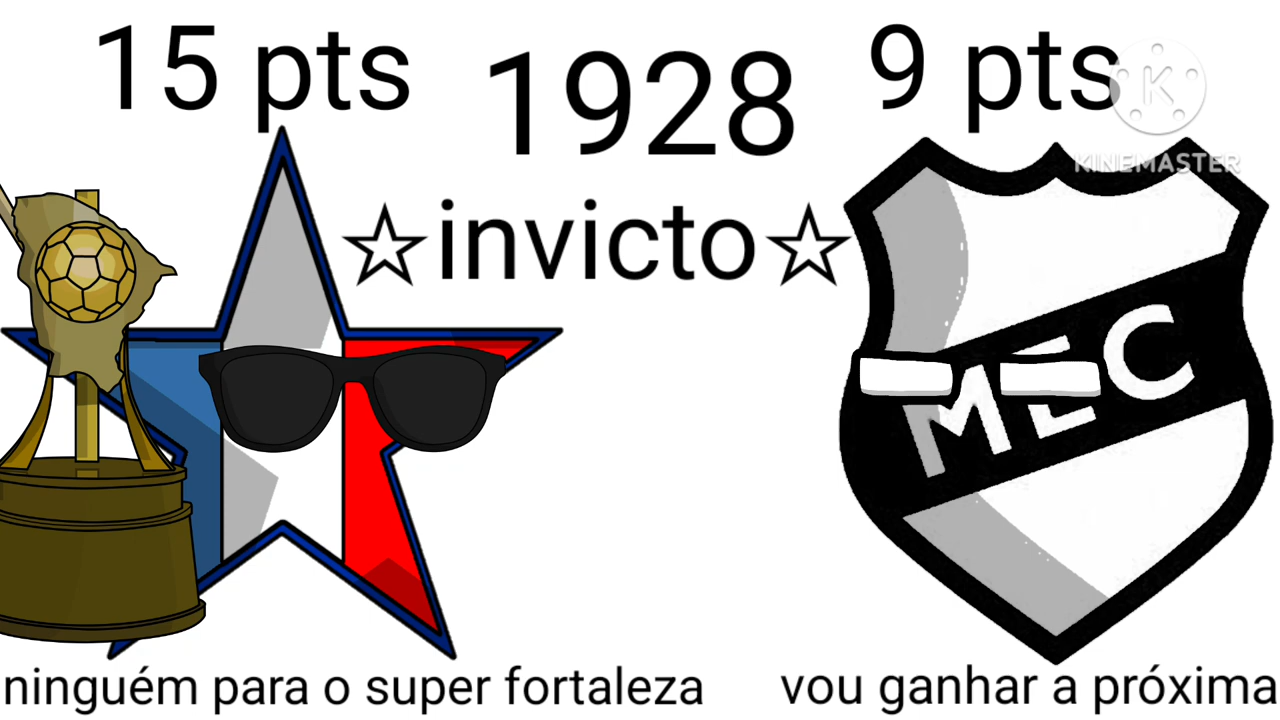 15 pts
1928
9 pts
K
KINEMASTER
☆invicto☆
MEC
ninguém para o super fortaleza
vou ganhar a próxima